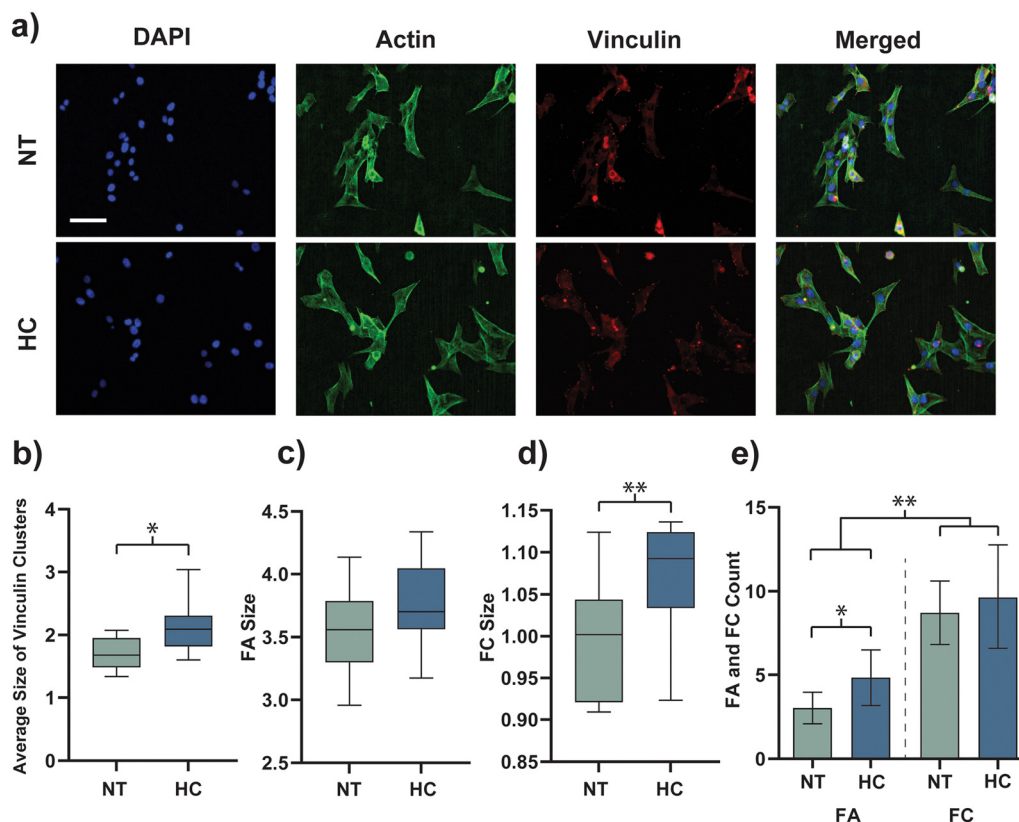 a)
DAPI Actin Vinculin Merged
NT
HC
b)
Average Size of Vinculin Clusters
4
3
2
1
0
*
NT HC
c)
FA Size
4.5
4.0
3.5
3.0
2.5
NT HC
d)
FC Size
1.15
1.10
1.05
1.00
0.95
0.90
0.85
**
NT HC
e)
FA and FC Count
15
10
5
0
**
*
NT HC NT HC
FA FC